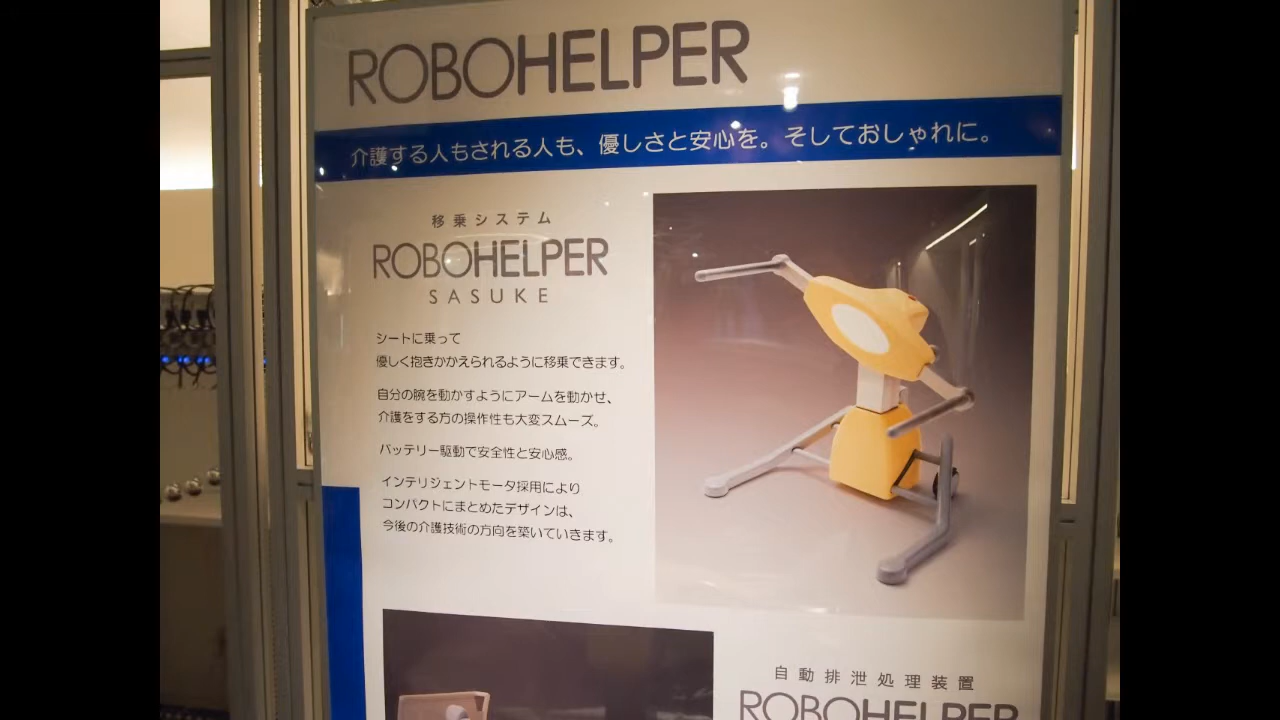 ROBOHELPER
介護する人もされる人も、優しさと安心を。そしておしゃれに。
移乗システム
ROBOHELPER
SASUKE
シートに乗って
優しく抱きかかえられるように移乗できます。
自分の腕を動かすようにアームを動かせ、
介護をする方の操作性も大変スムーズ。
バッテリー駆動で安全性と安心感。
インテリジェントモータ採用により
コンパクトにまとめたデザインは、
今後の介護技術の方向を築いていきます。
自動排泄処理装置
ROBOHELPER